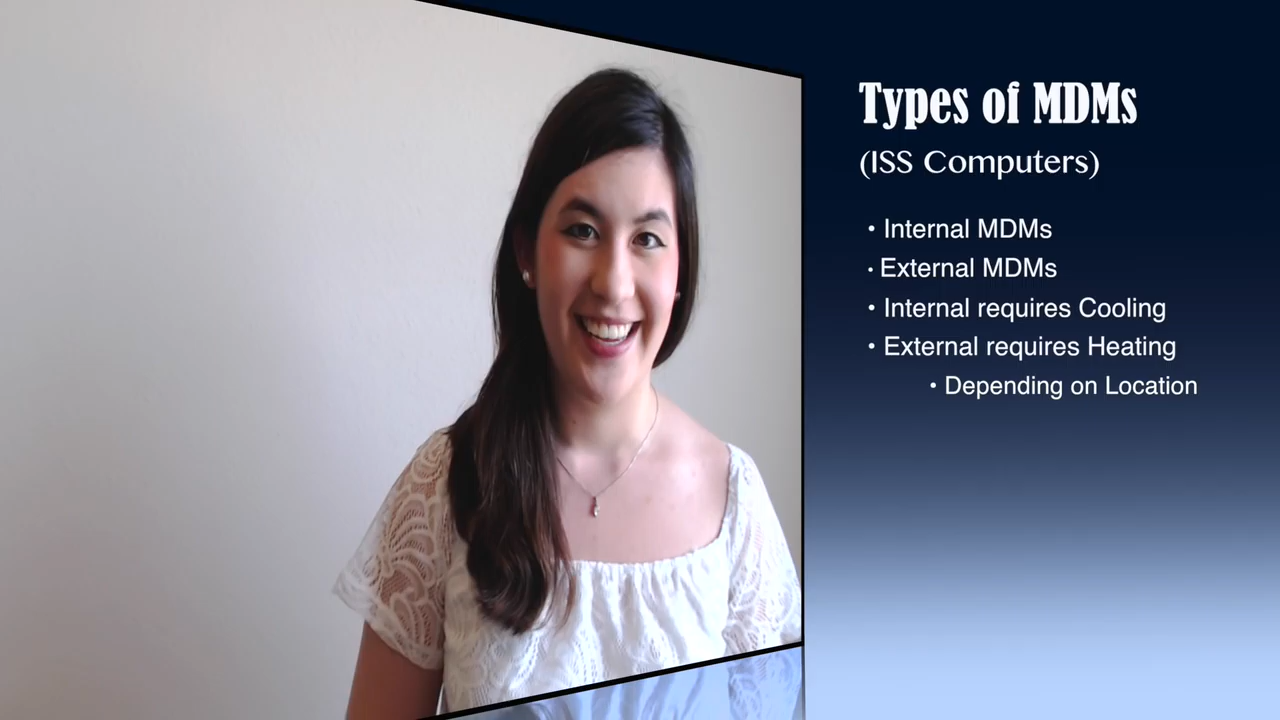 Types of MDMs
(ISS Computers)
• Internal MDMs
• External MDMs
• Internal requires Cooling
• External requires Heating
• Depending on Location